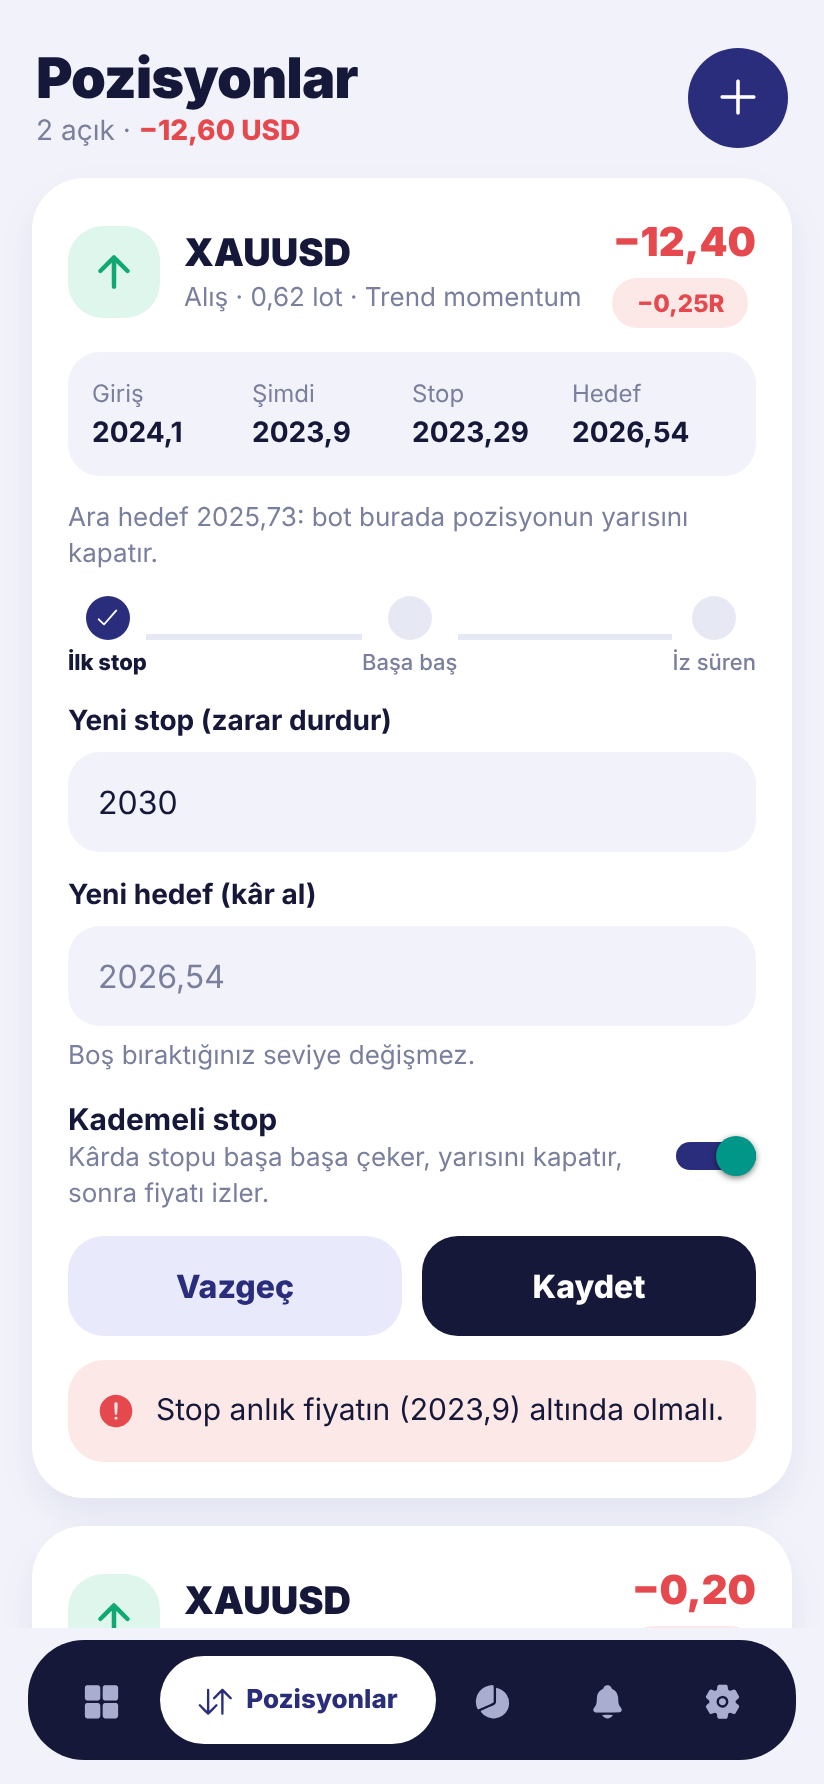 Pozisyonlar
2 açık · −12,60 USD
XAUUSD
−12,40
Alış · 0,62 lot · Trend momentum
−0,25R
Giriş
Şimdi
Stop
Hedef
2024,1
2023,9
2023,29
2026,54
Ara hedef 2025,73: bot burada pozisyonun yarısını
kapatır.
İlk stop
Başa baş
İz süren
Yeni stop (zarar durdur)
2030
Yeni hedef (kâr al)
2026,54
Boş bıraktığınız seviye değişmez.
Kademeli stop
Kârda stopu başa başa çeker, yarısını kapatır,
sonra fiyatı izler.
Vazgeç
Kaydet
Stop anlık fiyatın (2023,9) altında olmalı.
XAUUSD
−0,20
Pozisyonlar